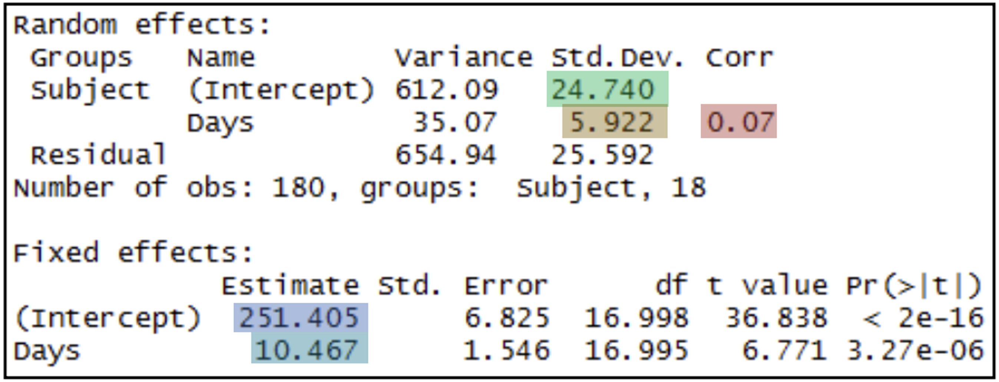 Random effects:
 Groups   Name        Variance Std.Dev. Corr
 Subject  (Intercept) 612.09   24.740
          Days         35.07    5.922   0.07
 Residual             654.94   25.592
Number of obs: 180, groups:  Subject, 18

Fixed effects:
            Estimate Std. Error      df t value Pr(>|t|)
(Intercept)  251.405      6.825  16.998  36.838  < 2e-16
Days          10.467      1.546  16.995   6.771 3.27e-06